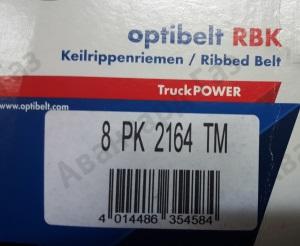 optibelt RBK
Keilrippenriemen / Ribbed Belt
TruckPOWER
www.optibelt.com
8 PK 2164 TM
4 014486 354584